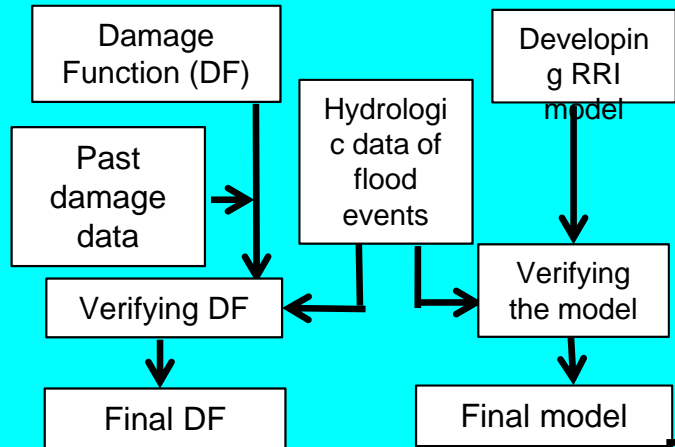 Damage
Function (DF)
Developin
g RRI
model
Hydrologi
c data of
flood
events
Past
damage
data
Verifying DF
Verifying
the model
Final DF
Final model